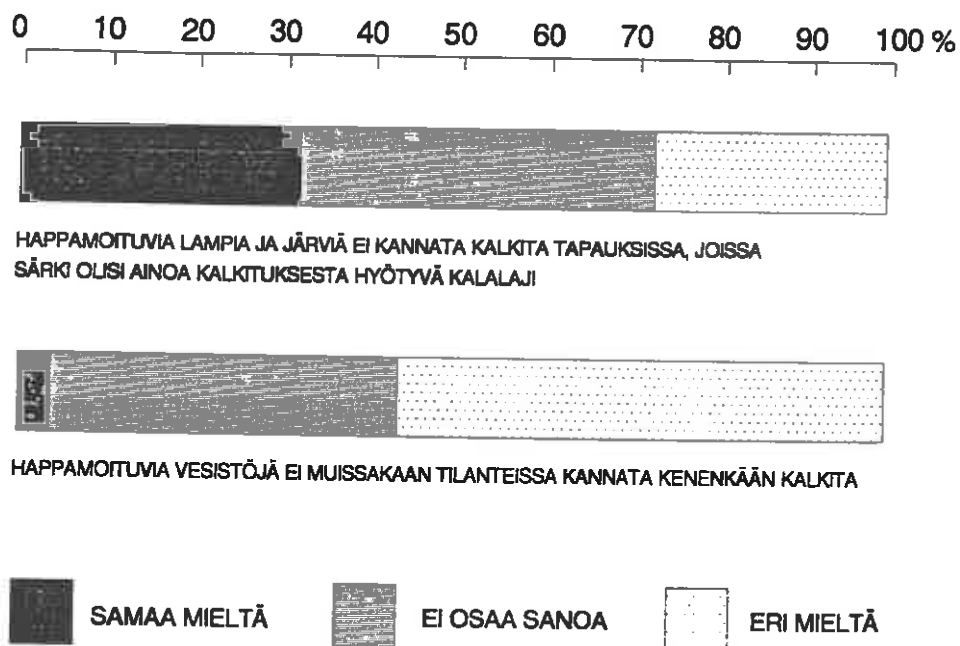 0 10 20 30 40 50 60 70 80 90 100 %
HAPPAMOITUVIA LAMPIA JA JÄRVIÄ EI KANNATA KALKITA TAPAUKSISSA, JOISSA
SÄRKI OLISI AINOA KALKITUKSESTA HYÖTYVÄ KALALAJI
HAPPAMOITUVIA VESISTÖJÄ EI MUISSAKAAN TILANTEISSA KANNATA KENENKÄÄN KALKITA
SAMAA MIELTÄ EI OSAA SANOA ERI MIELTÄ